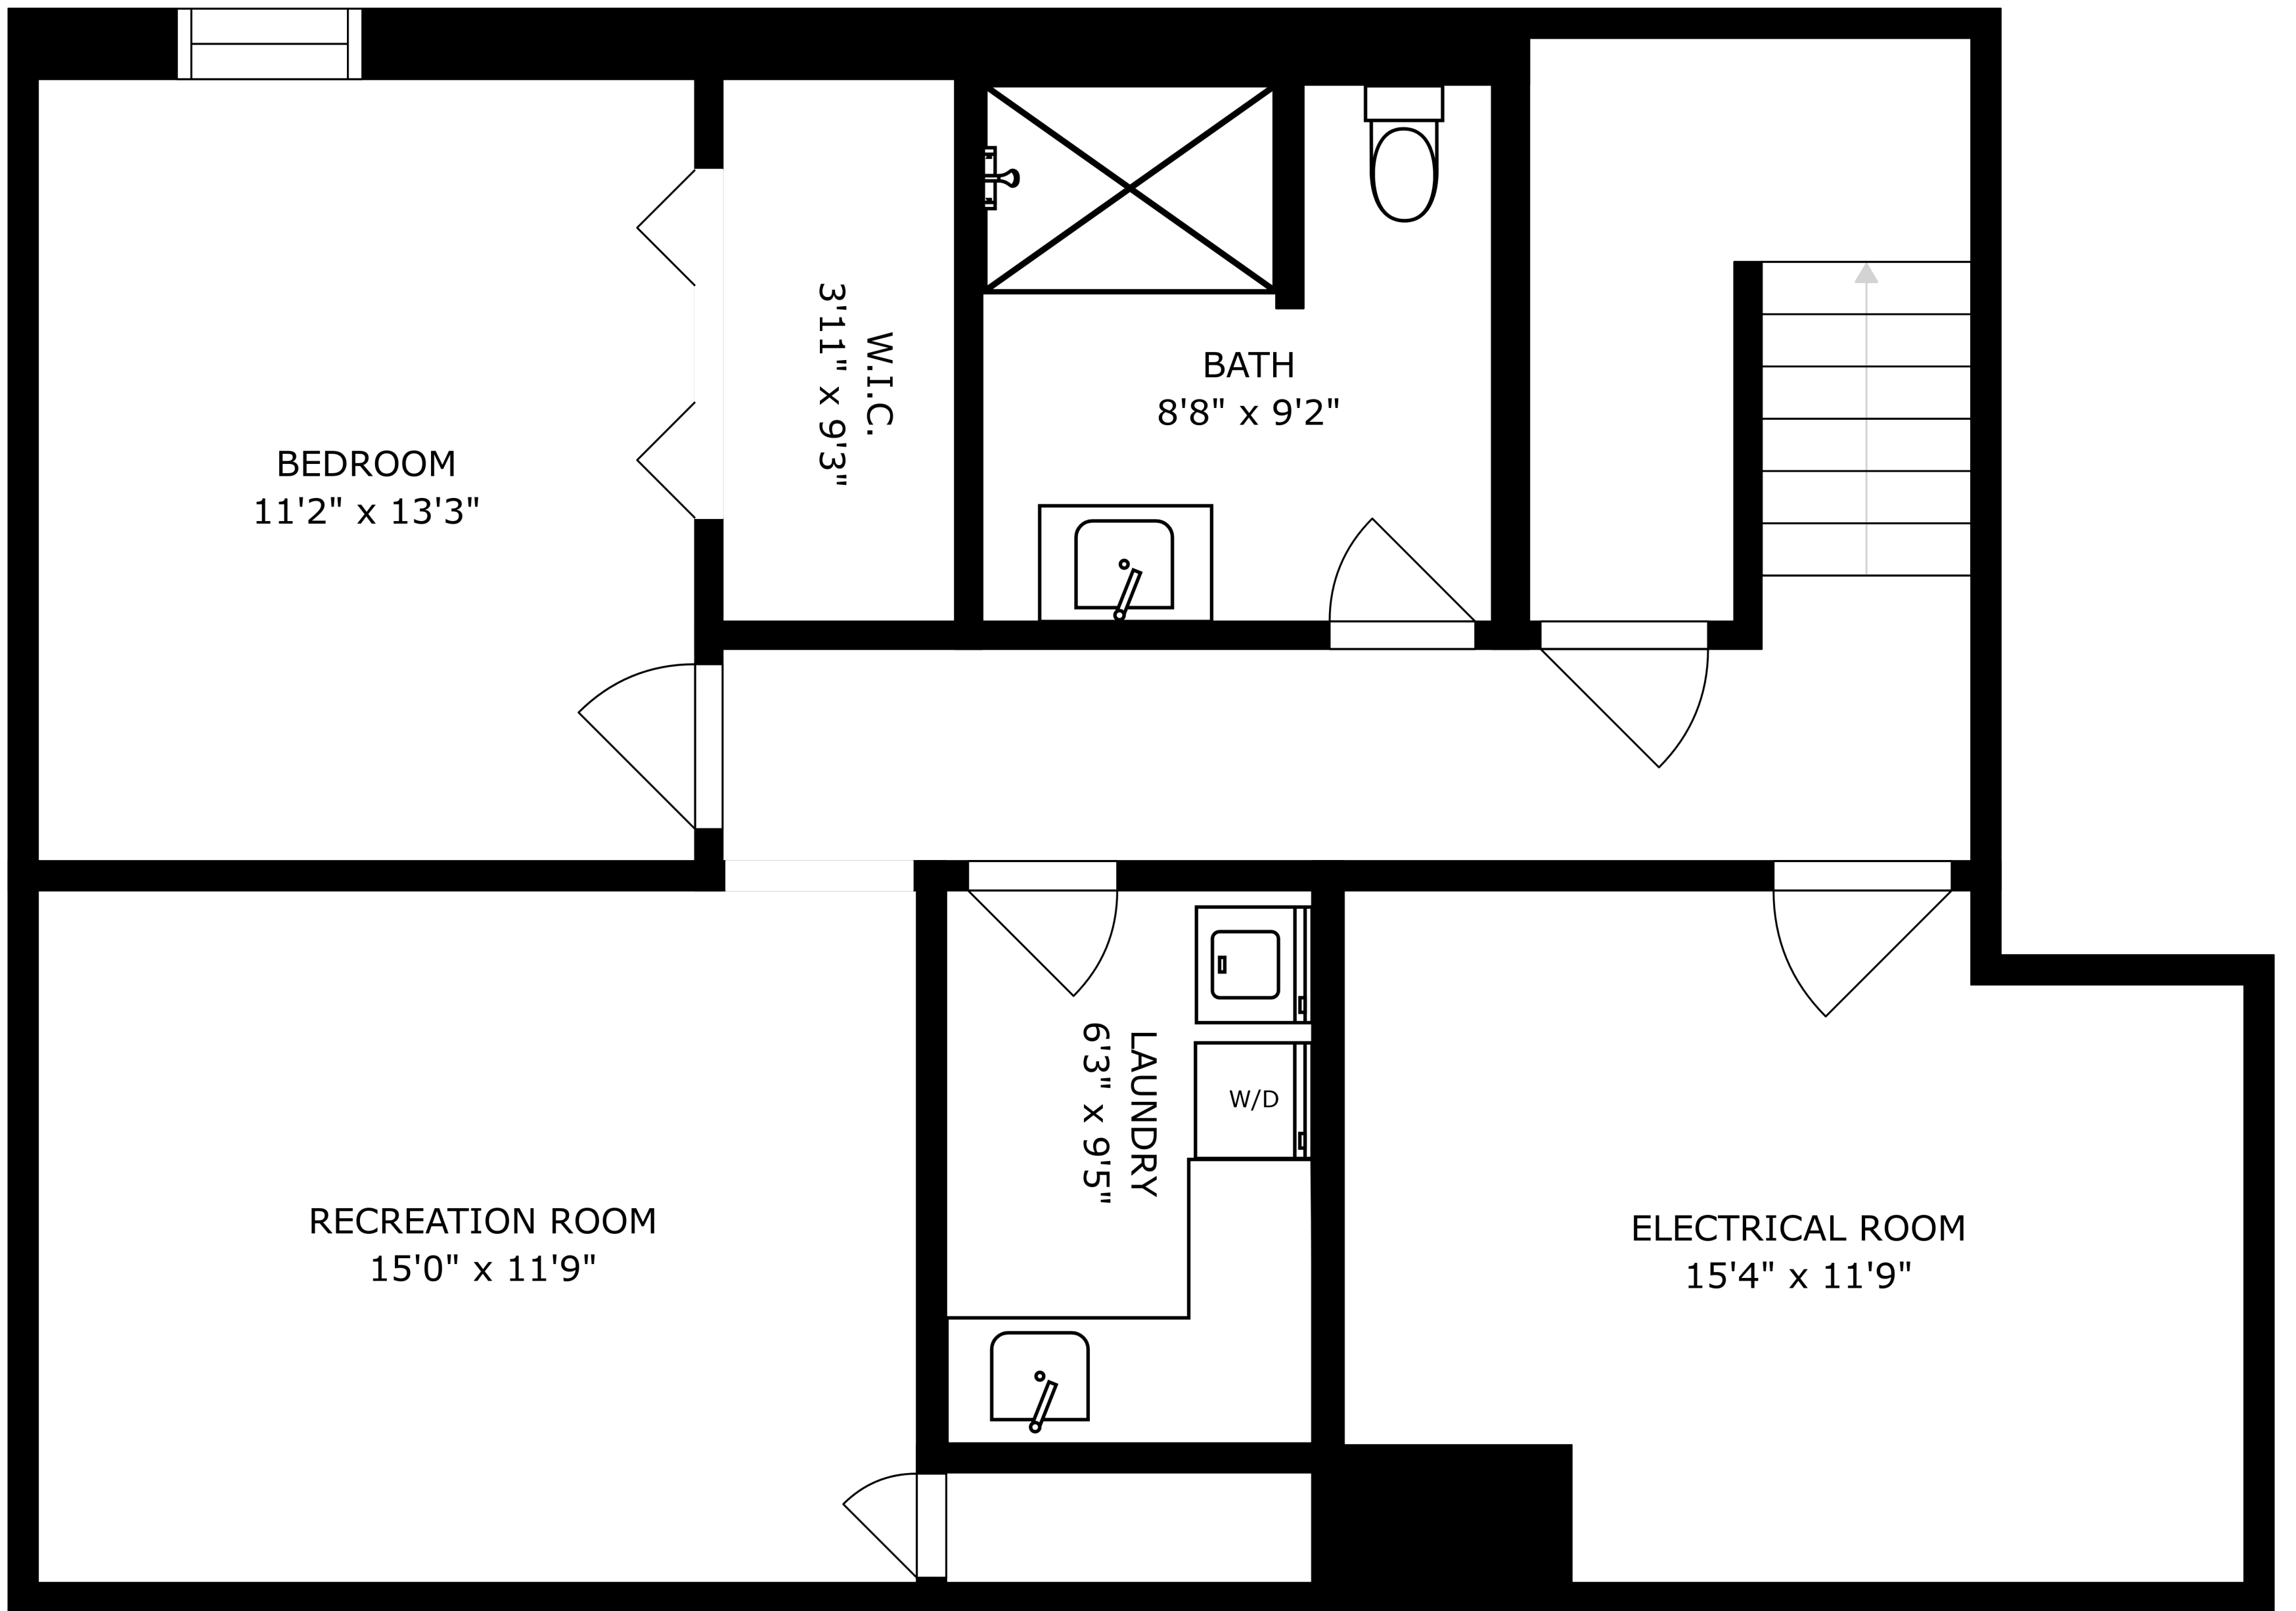 W.I.C.
3'11" x 9'3"
BATH
8'8" x 9'2"
BEDROOM
11'2" x 13'3"
LAUNDRY
6'3" x 9'5"
W/D
RECREATION ROOM
15'0" x 11'9"
ELECTRICAL ROOM
15'4" x 11'9"